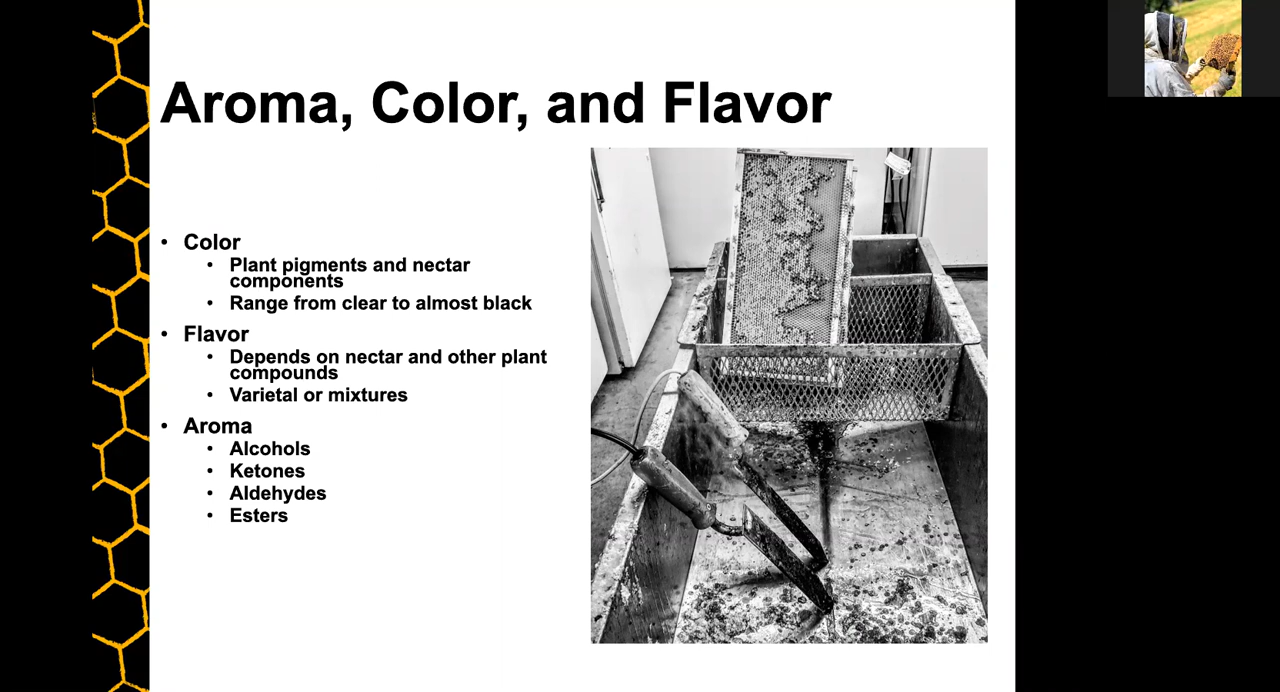 Aroma, Color, and Flavor
• Color
• Plant pigments and nectar
components
• Range from clear to almost black
• Flavor
• Depends on nectar and other plant
compounds
• Varietal or mixtures
• Aroma
• Alcohols
• Ketones
• Aldehydes
• Esters